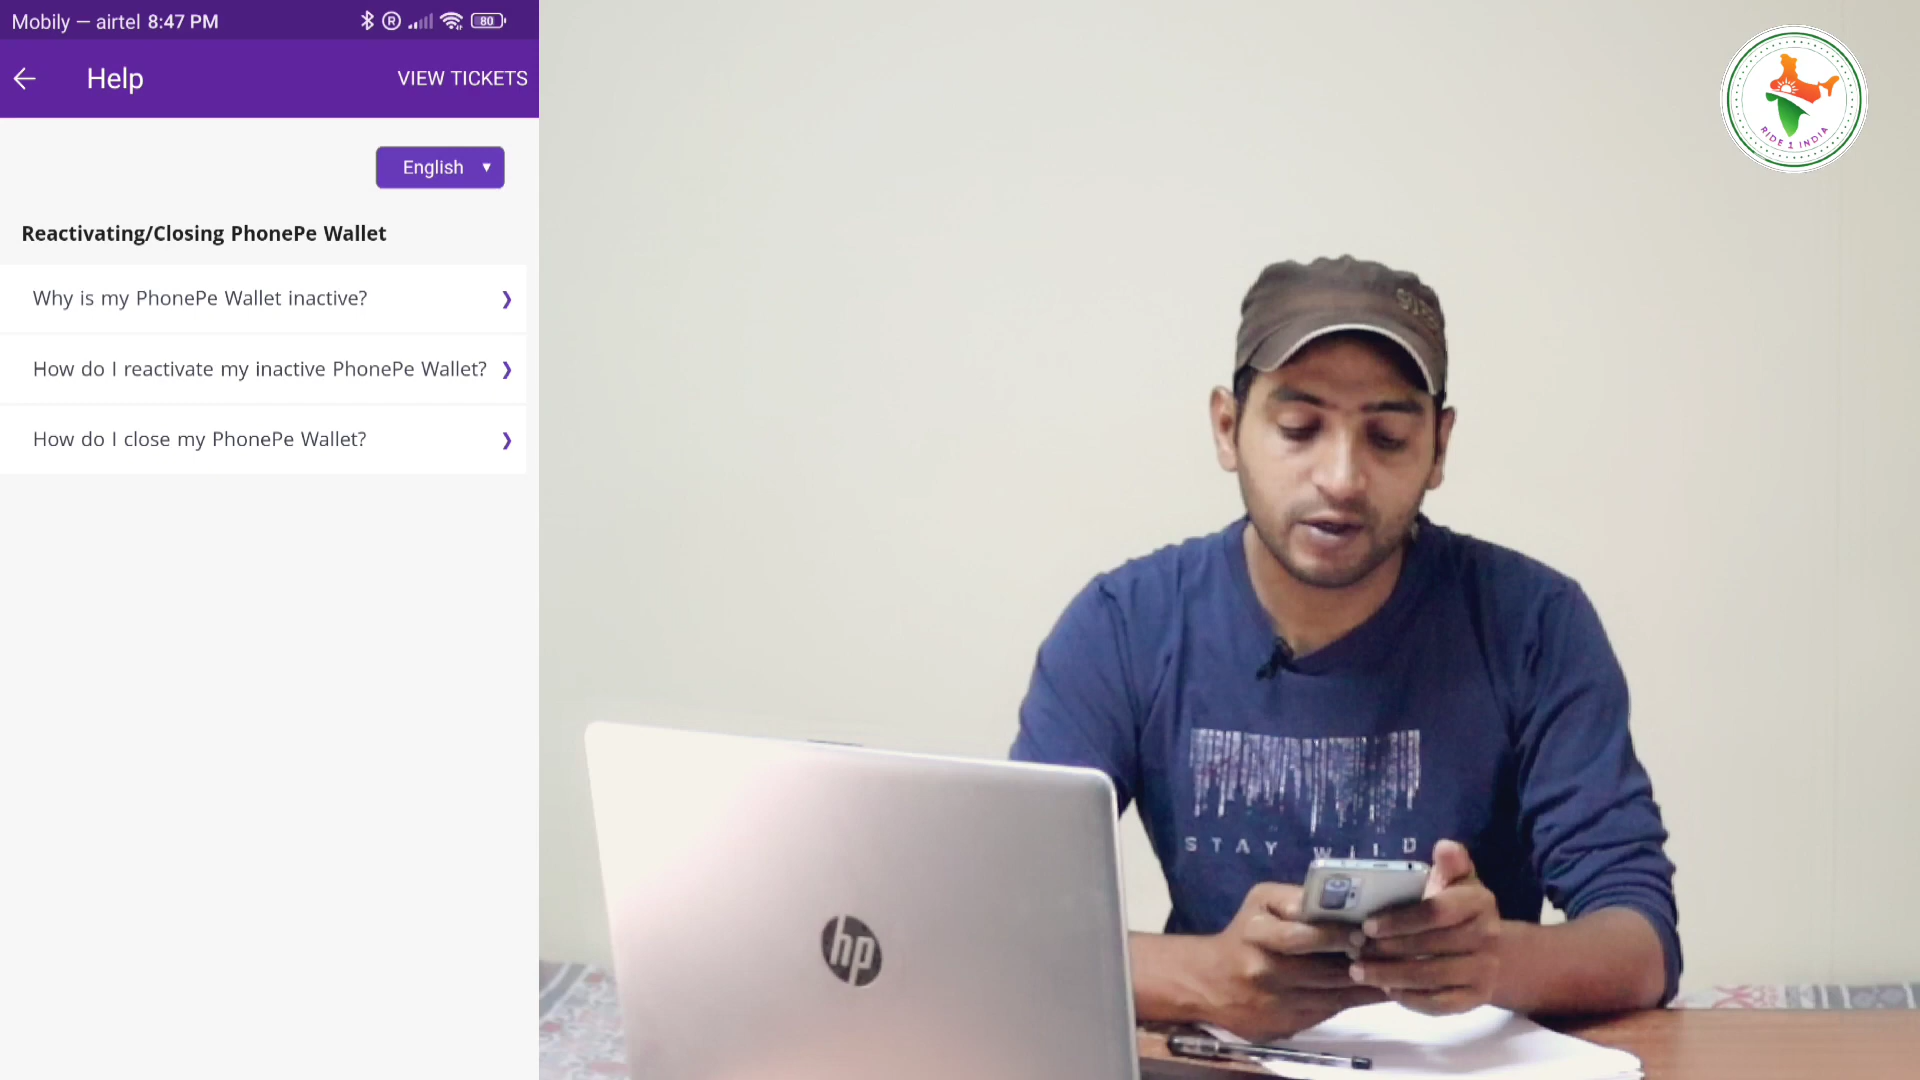 Mobily — airtel 8:47 PM
R
80
Help
VIEW TICKETS
English
Reactivating/Closing PhonePe Wallet
Why is my PhonePe Wallet inactive?
How do I reactivate my inactive PhonePe Wallet?
How do I close my PhonePe Wallet?
RIDE 1 INDIA
STAY WILD
hp